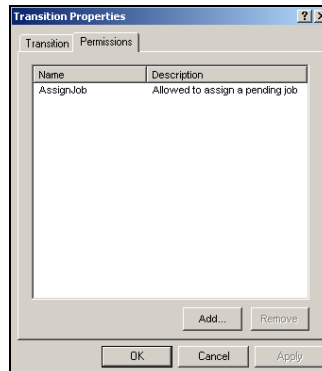 Transition Properties
Transition Permissions
Name Description
AssignJob Allowed to assign a pending job
Add... Remove
OK Cancel Apply